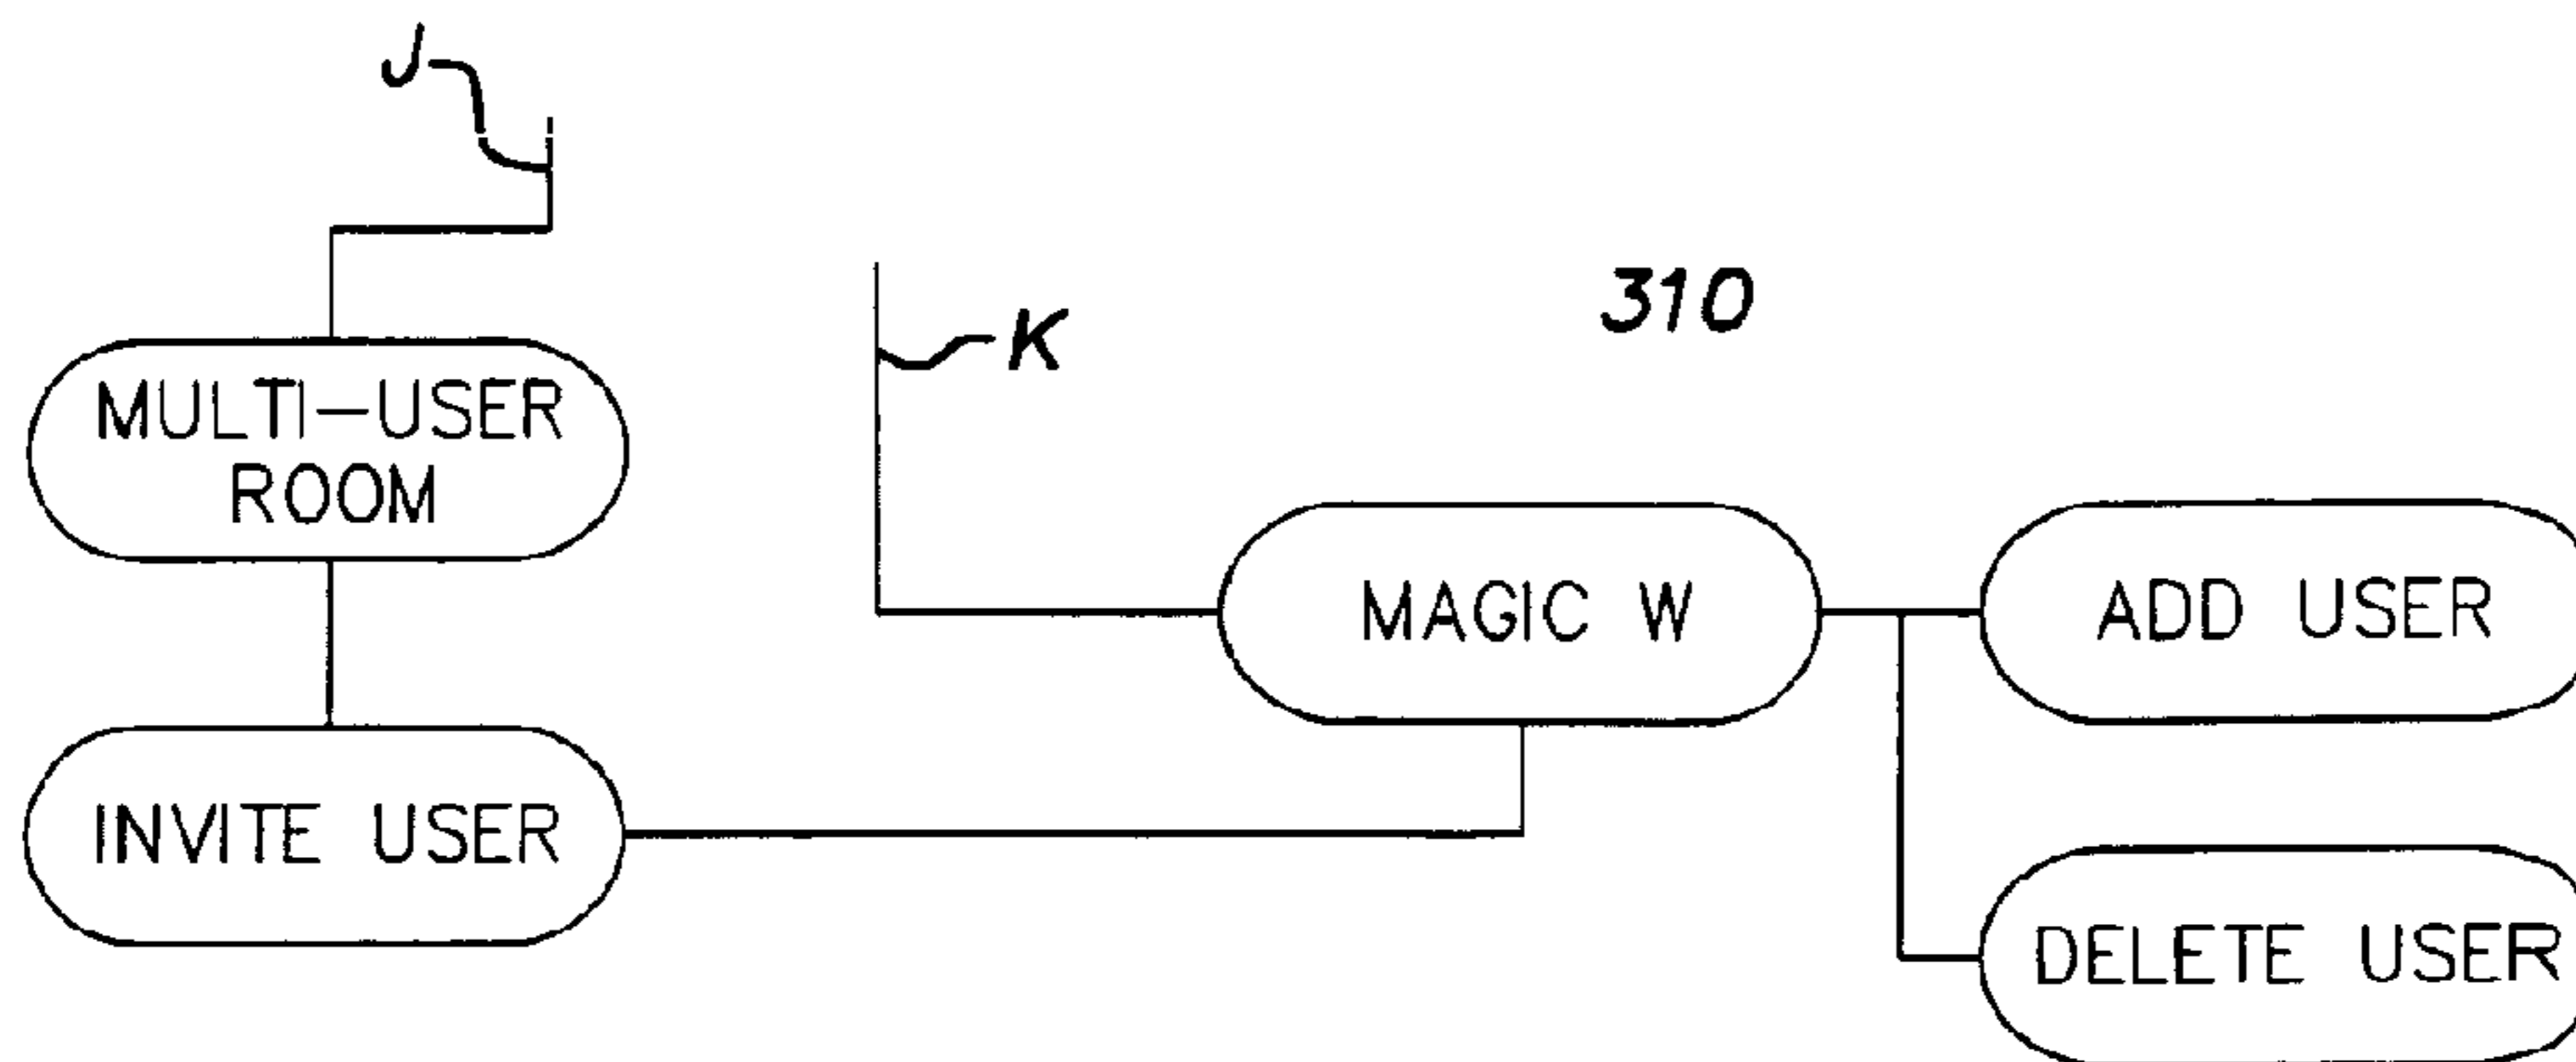 J
K
310
MULTI-USER
ROOM
MAGIC W
ADD USER
INVITE USER
DELETE USER